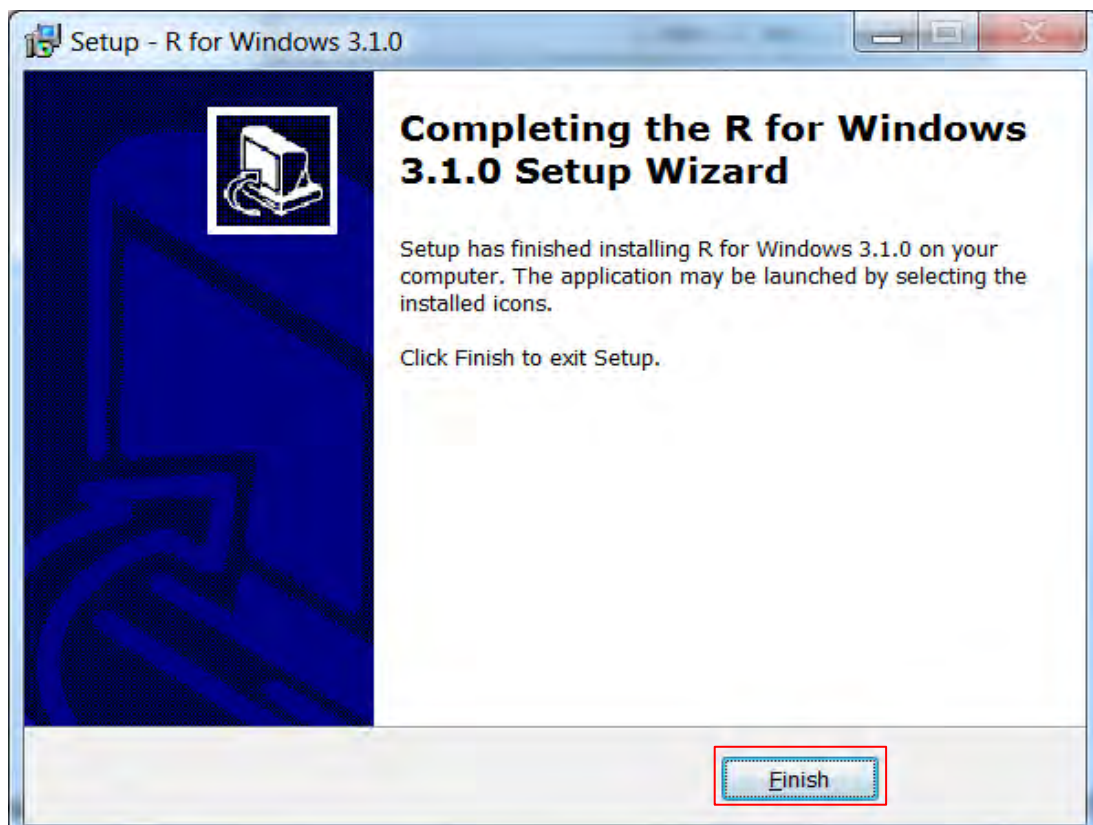 Setup - R for Windows 3.1.0
Completing the R for Windows
3.1.0 Setup Wizard
Setup has finished installing R for Windows 3.1.0 on your
computer. The application may be launched by selecting the
installed icons.
Click Finish to exit Setup.
Finish